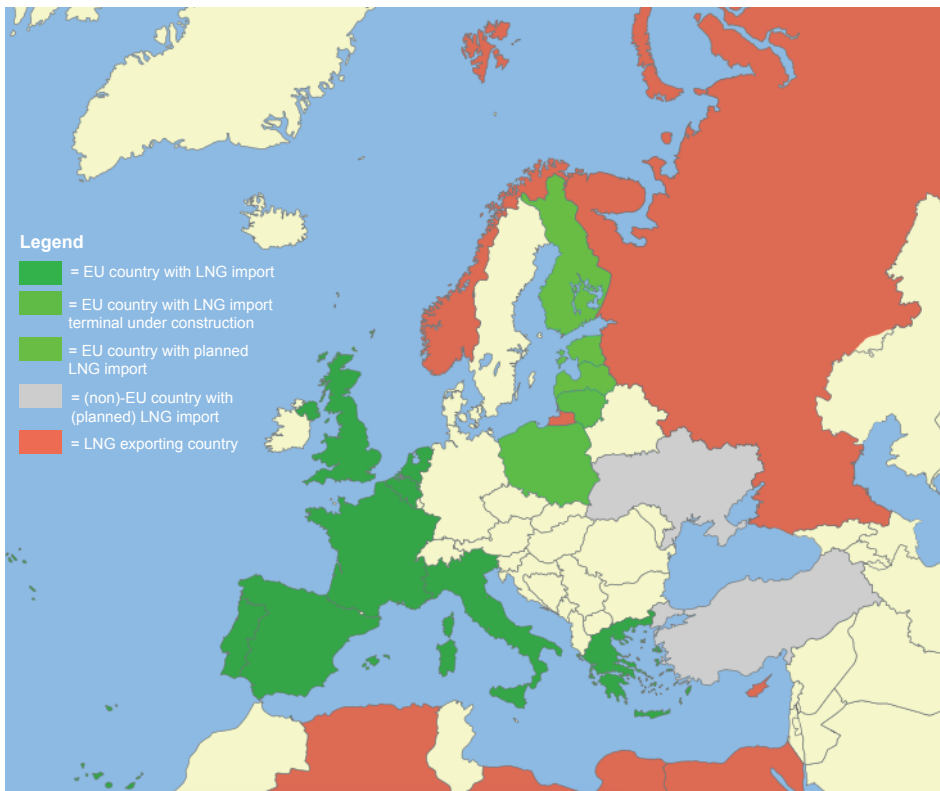 Legend
= EU country with LNG import
= EU country with LNG import
terminal under construction
= EU country with planned
LNG import
= (non)-EU country with
(planned) LNG import
= LNG exporting country